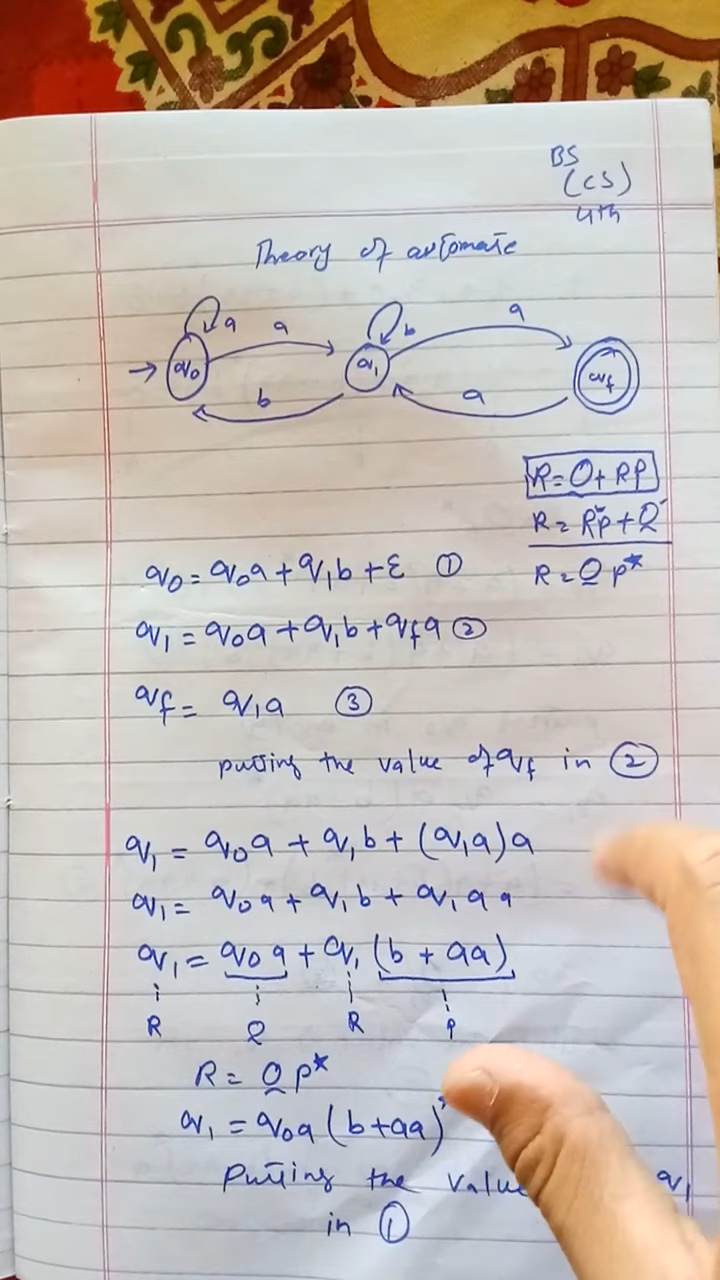 BS
(CS)
4th
Theory of automate
a a b a
q0 q1 qf
b a
R=Q+RP
R=RP+Q
R=QP*
q0=q0a+q1b+ε ①
q1=q0a+q1b+qfa ②
qf= q1a ③
putting the value of qf in ②
q1 = q0a + q1b + (q1a)a
q1 = q0a + q1b + q1aa
q1 = q0a + q1(b + aa)
R Q R P
R = QP*
q1 = q0a (b+aa)*
Putting the value q1
in ①